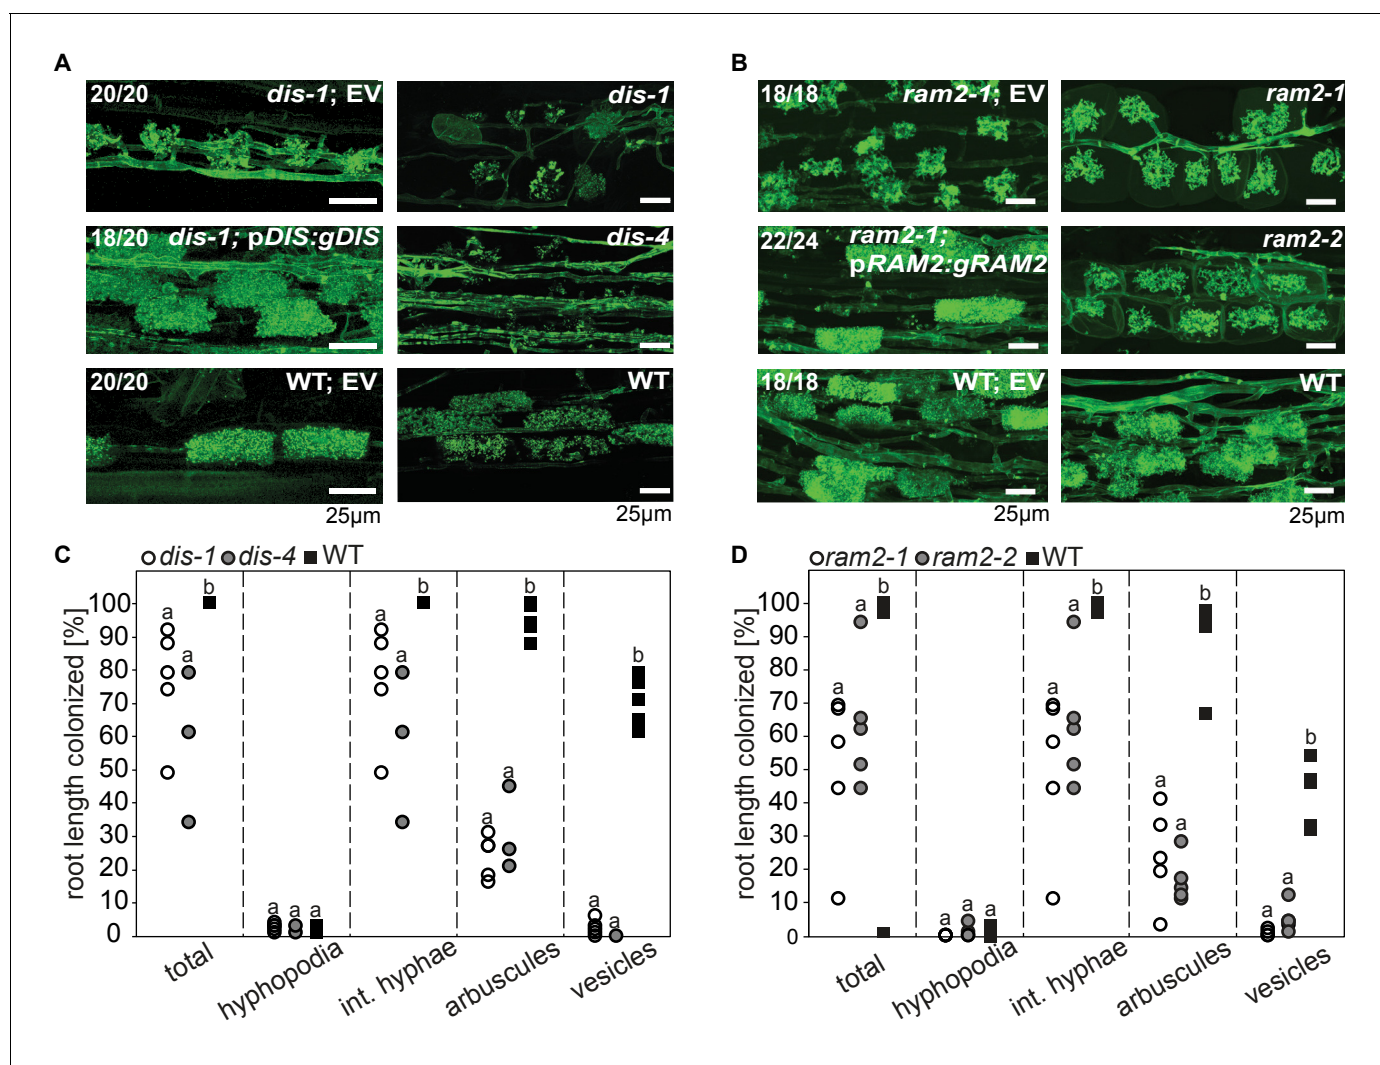 A
20/20 dis-1; EV
dis-1
18/20 dis-1; pDIS:gDIS
dis-4
20/20 WT; EV
WT
25µm
25µm
B
18/18 ram2-1; EV
ram2-1
22/24 ram2-1;
pRAM2:gRAM2
ram2-2
18/18 WT; EV
WT
25µm
25µm
C
dis-1 dis-4 WT
root length colonized [%]
100
90
80
70
60
50
40
30
20
10
0
a a b
a a a
a a b
a a b
a a b
total
hyphopodia
int. hyphae
arbuscules
vesicles
D
ram2-1 ram2-2 WT
root length colonized [%]
100
90
80
70
60
50
40
30
20
10
0
a a b
a a a
a a b
a a b
a a b
total
hyphopodia
int. hyphae
arbuscules
vesicles